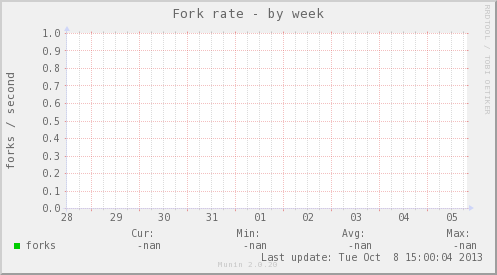 Fork rate - by week
RRDTOOL / TOBI OETIKER
forks / second
1.0
0.9
0.8
0.7
0.6
0.5
0.4
0.3
0.2
0.1
0.0
28 29 30 31 01 02 03 04 05
Cur: Min: Avg: Max:
forks -nan -nan -nan -nan
Last update: Tue Oct 8 15:00:04 2013
Munin 2.0.20